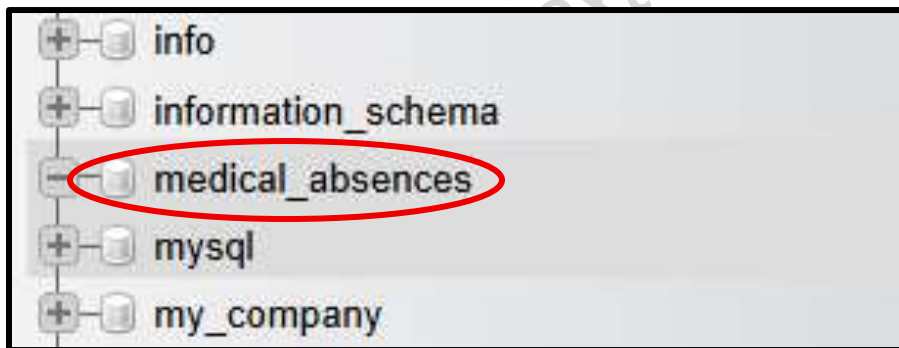 info
information_schema
medical_absences
mysql
my_company